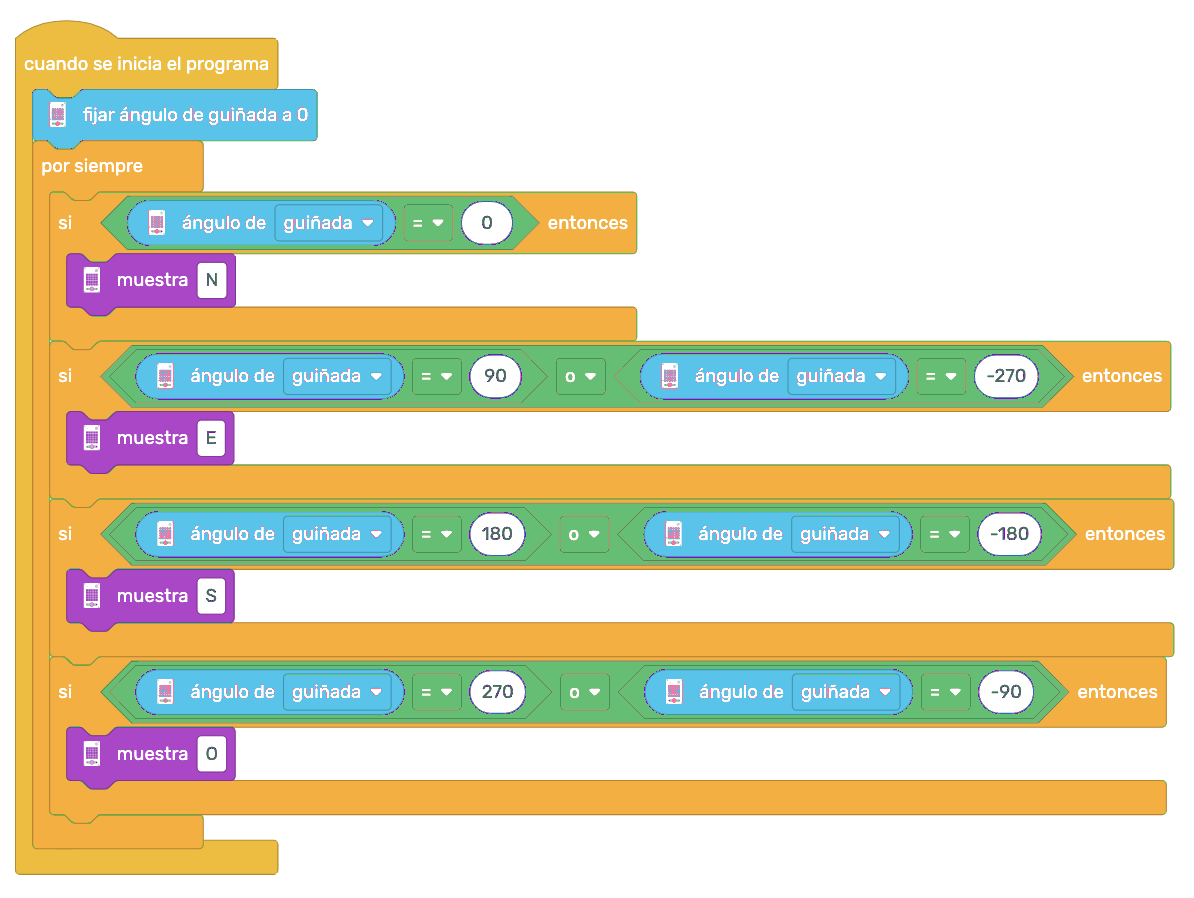 cuando se inicia el programa
fijar ángulo de guiñada a 0
por siempre
si ángulo de guiñada = 0 entonces
muestra N
si ángulo de guiñada = 90 o ángulo de guiñada = -270 entonces
muestra E
si ángulo de guiñada = 180 o ángulo de guiñada = -180 entonces
muestra S
si ángulo de guiñada = 270 o ángulo de guiñada = -90 entonces
muestra O